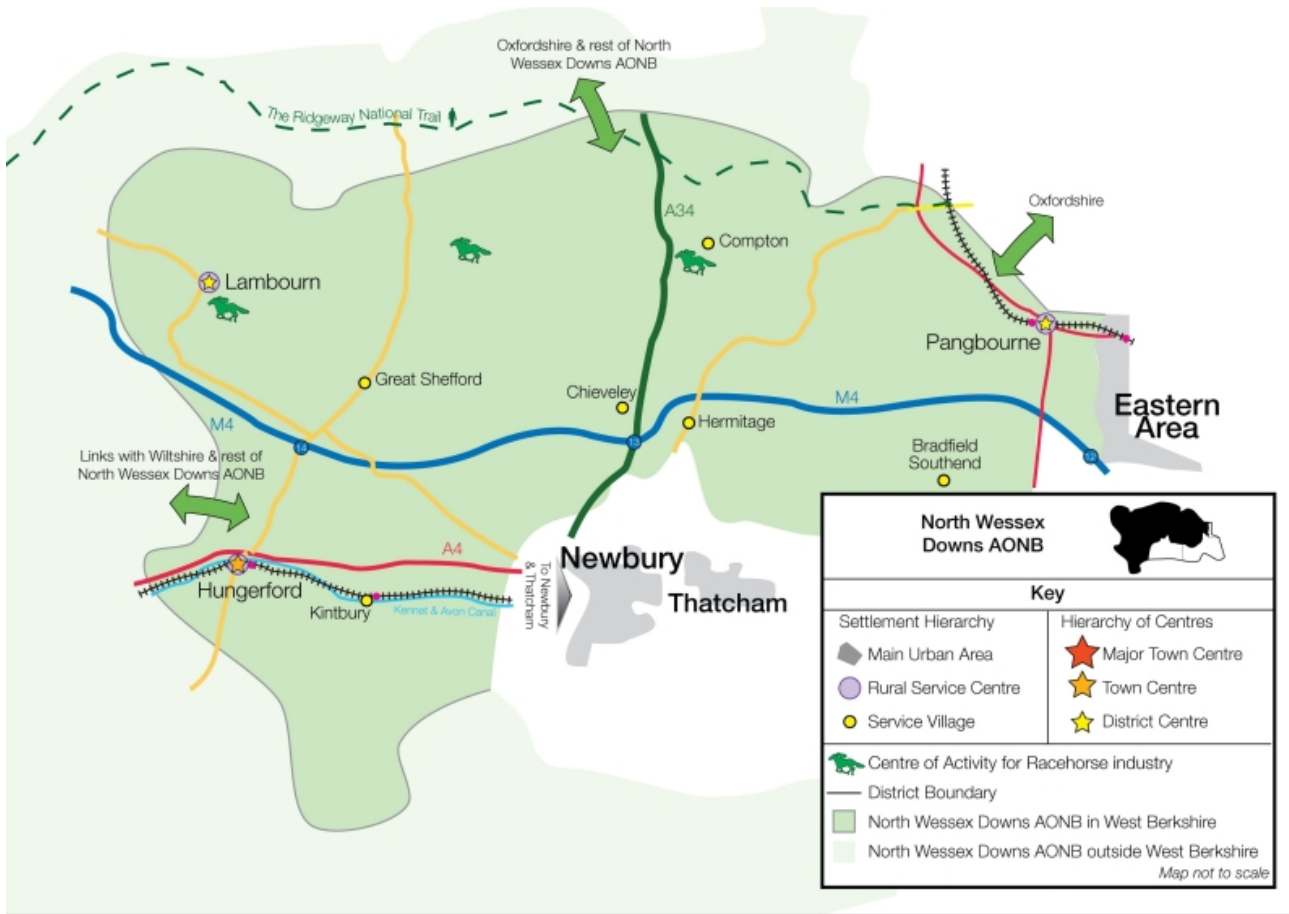 Oxfordshire & rest of North
Wessex Downs AONB
The Ridgeway National Trail
Oxfordshire
A34
Compton
Lambourn
Pangbourne
Great Shefford
Chieveley
M4
Hermitage
Eastern
Area
M4
14
13
12
Bradfield
Southend
Links with Wiltshire & rest of
North Wessex Downs AONB
A4
Hungerford
Kintbury
Kennet & Avon Canal
To Newbury
& Thatcham
Newbury
Thatcham
North Wessex
Downs AONB
Key
Settlement Hierarchy
Main Urban Area
Rural Service Centre
Service Village
Hierarchy of Centres
Major Town Centre
Town Centre
District Centre
Centre of Activity for Racehorse industry
District Boundary
North Wessex Downs AONB in West Berkshire
North Wessex Downs AONB outside West Berkshire
Map not to scale